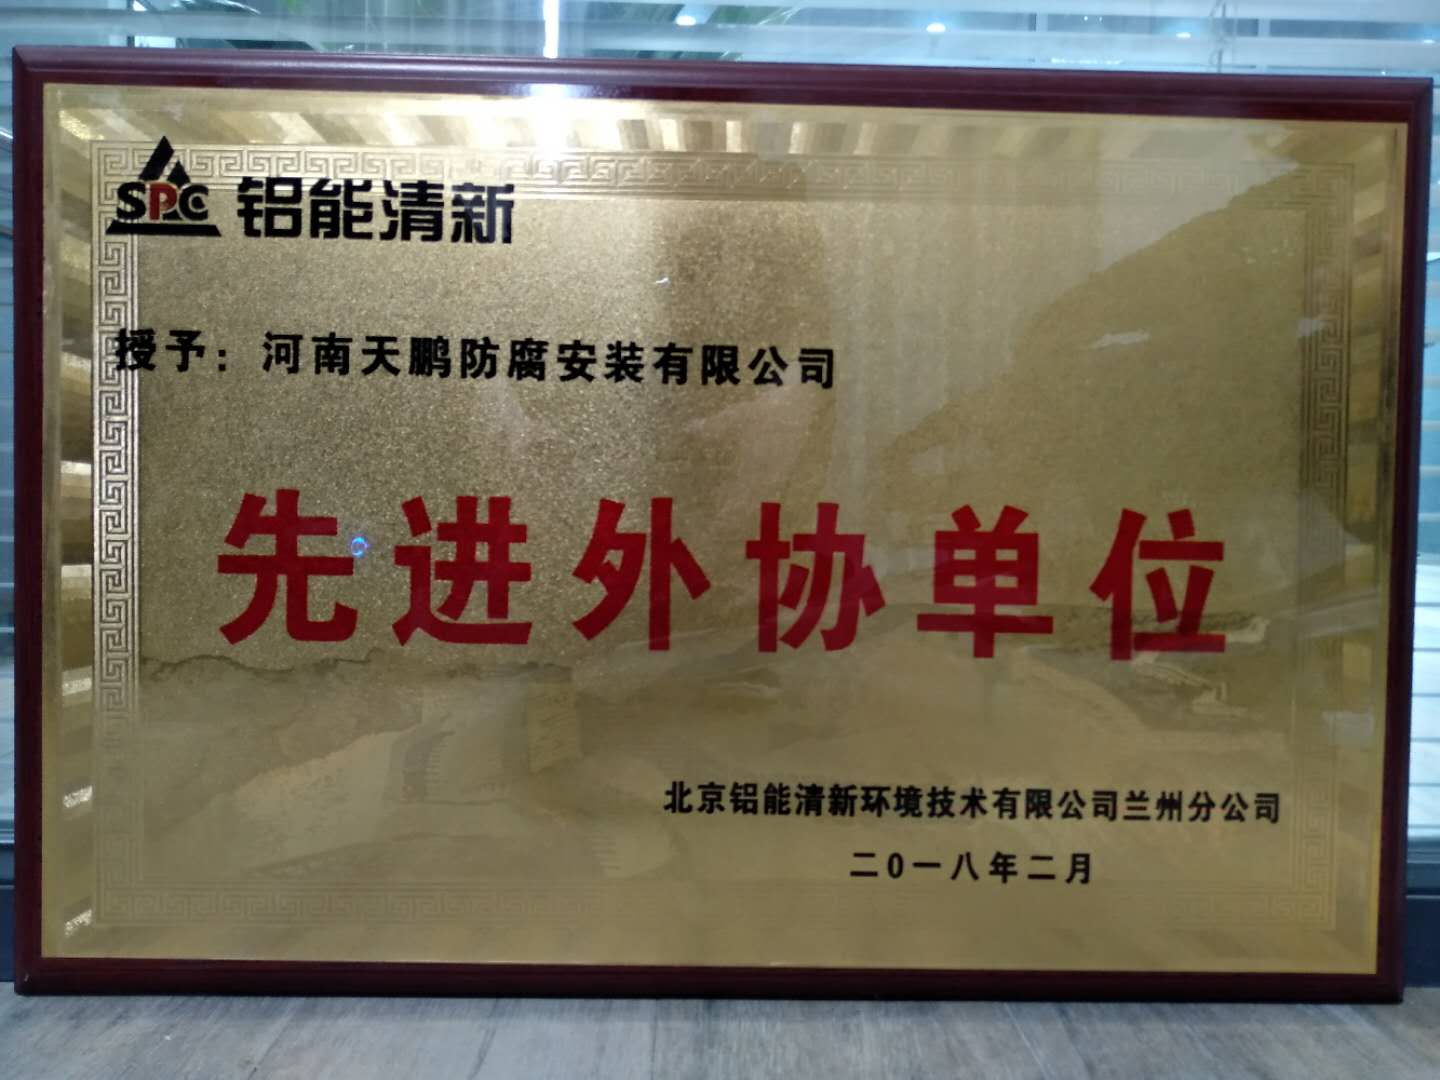 SPC 铝能清新
授予：河南天鹏防腐安装有限公司
先进外协单位
北京铝能清新环境技术有限公司兰州分公司
二0一八年二月